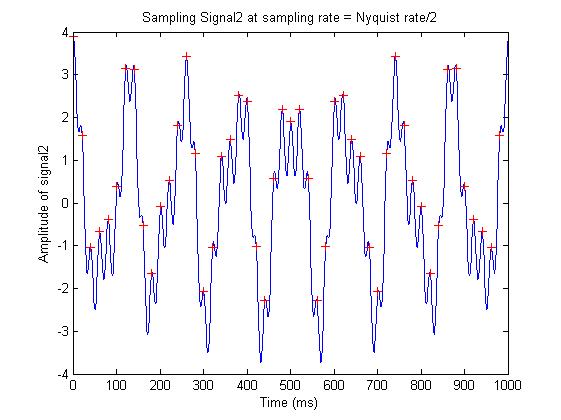 Sampling Signal2 at sampling rate = Nyquist rate/2
Amplitude of signal2
4
3
2
1
0
-1
-2
-3
-4
0 100 200 300 400 500 600 700 800 900 1000
Time (ms)